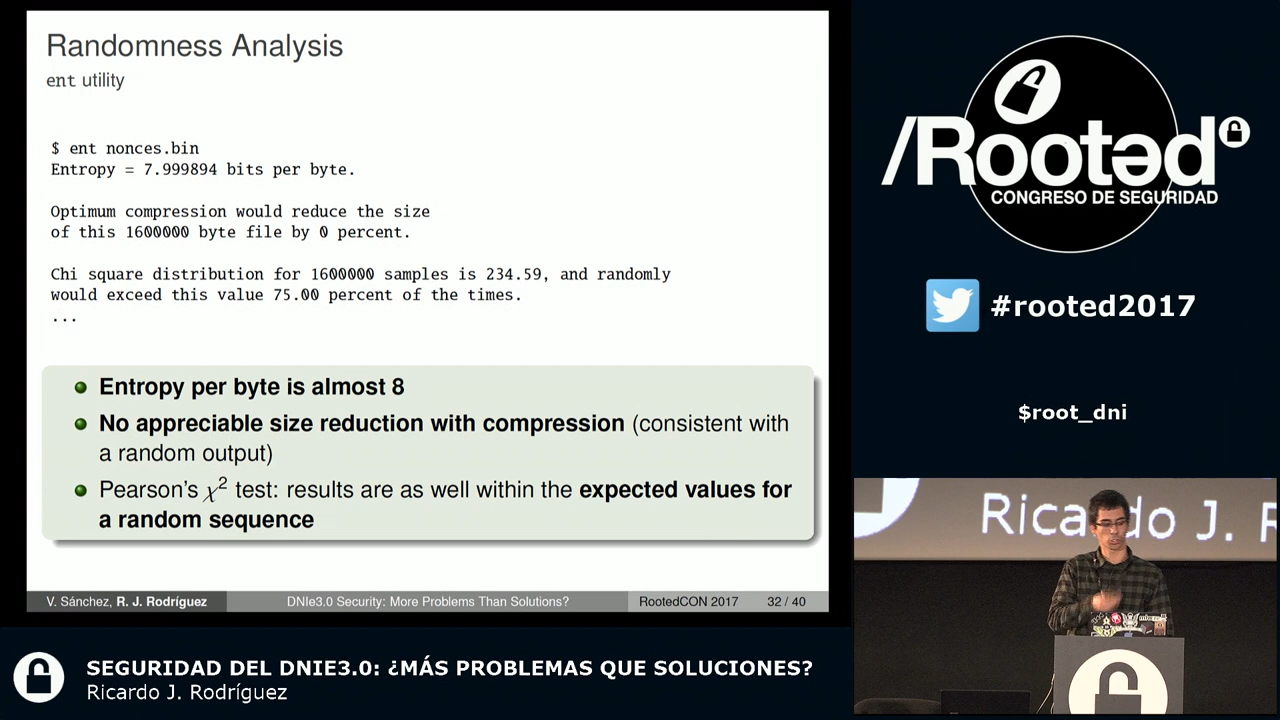 Randomness Analysis
ent utility
$ ent nonces.bin
Entropy = 7.999894 bits per byte.
Optimum compression would reduce the size
of this 1600000 byte file by 0 percent.
Chi square distribution for 1600000 samples is 234.59, and randomly
would exceed this value 75.00 percent of the times.
...
Entropy per byte is almost 8
No appreciable size reduction with compression (consistent with
a random output)
Pearson's χ² test: results are as well within the expected values for
a random sequence
V. Sánchez, R. J. Rodríguez DNIe3.0 Security: More Problems Than Solutions? RootedCON 2017 32 / 40
/Rootəd
CONGRESO DE SEGURIDAD
#rooted2017
$root_dni
Ricardo J. R
SEGURIDAD DEL DNIE3.0: ¿MÁS PROBLEMAS QUE SOLUCIONES?
Ricardo J. Rodríguez